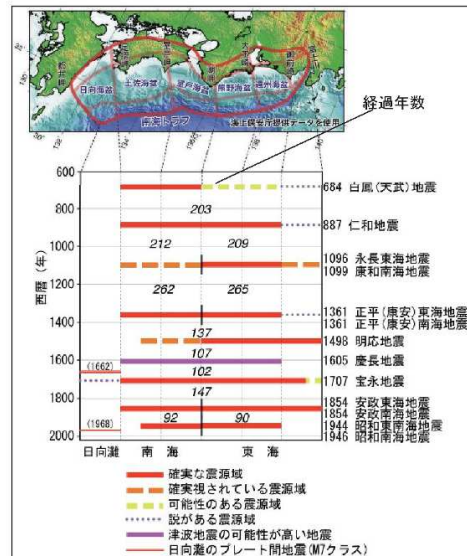 日向海盆
土佐海盆
室戸海盆
熊野海盆
遠州海盆
南海トラフ
海上保安庁提供データを使用
経過年数
西暦(年)
600
800
1000
1200
1400
1600
1800
2000
203
212
209
262
265
137
107
102
147
92
90
(1662)
(1968)
684 白鳳(天武)地震
887 仁和地震
1096 永長東海地震
1099 康和南海地震
1361 正平(康安)東海地震
1361 正平(康安)南海地震
1498 明応地震
1605 慶長地震
1707 宝永地震
1854 安政東海地震
1854 安政南海地震
1944 昭和東南海地震
1946 昭和南海地震
日向灘
南 海
東 海
確実な震源域
確実視されている震源域
可能性のある震源域
説がある震源域
津波地震の可能性が高い地震
日向灘のプレート間地震(M7クラス)